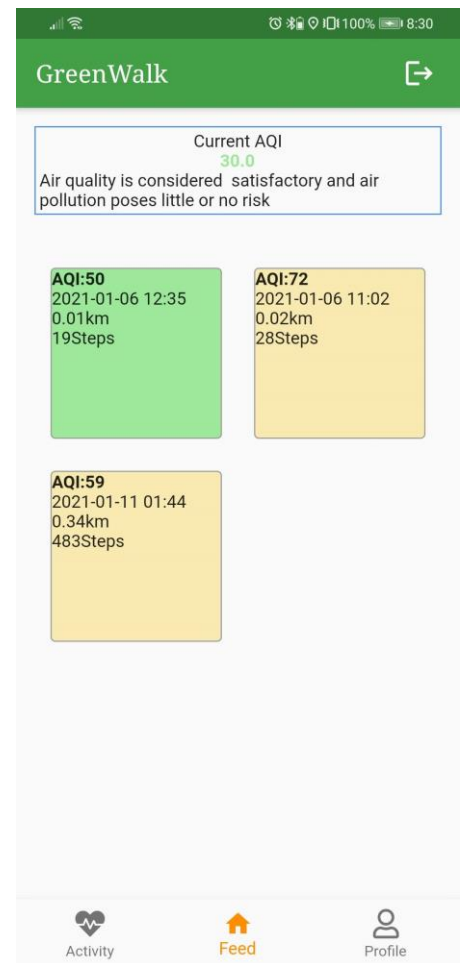 100% 8:30
GreenWalk
Current AQI
30.0
Air quality is considered  satisfactory and air
pollution poses little or no risk
AQI:50
2021-01-06 12:35
0.01km
19Steps
AQI:72
2021-01-06 11:02
0.02km
28Steps
AQI:59
2021-01-11 01:44
0.34km
483Steps
Activity
Feed
Profile